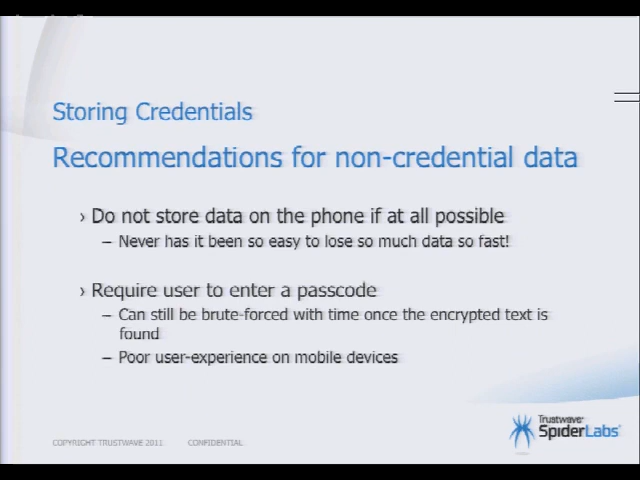 Storing Credentials
Recommendations for non-credential data
› Do not store data on the phone if at all possible
– Never has it been so easy to lose so much data so fast!
› Require user to enter a passcode
– Can still be brute-forced with time once the encrypted text is
found
– Poor user-experience on mobile devices
COPYRIGHT TRUSTWAVE 2011 CONFIDENTIAL
Trustwave®
SpiderLabs®